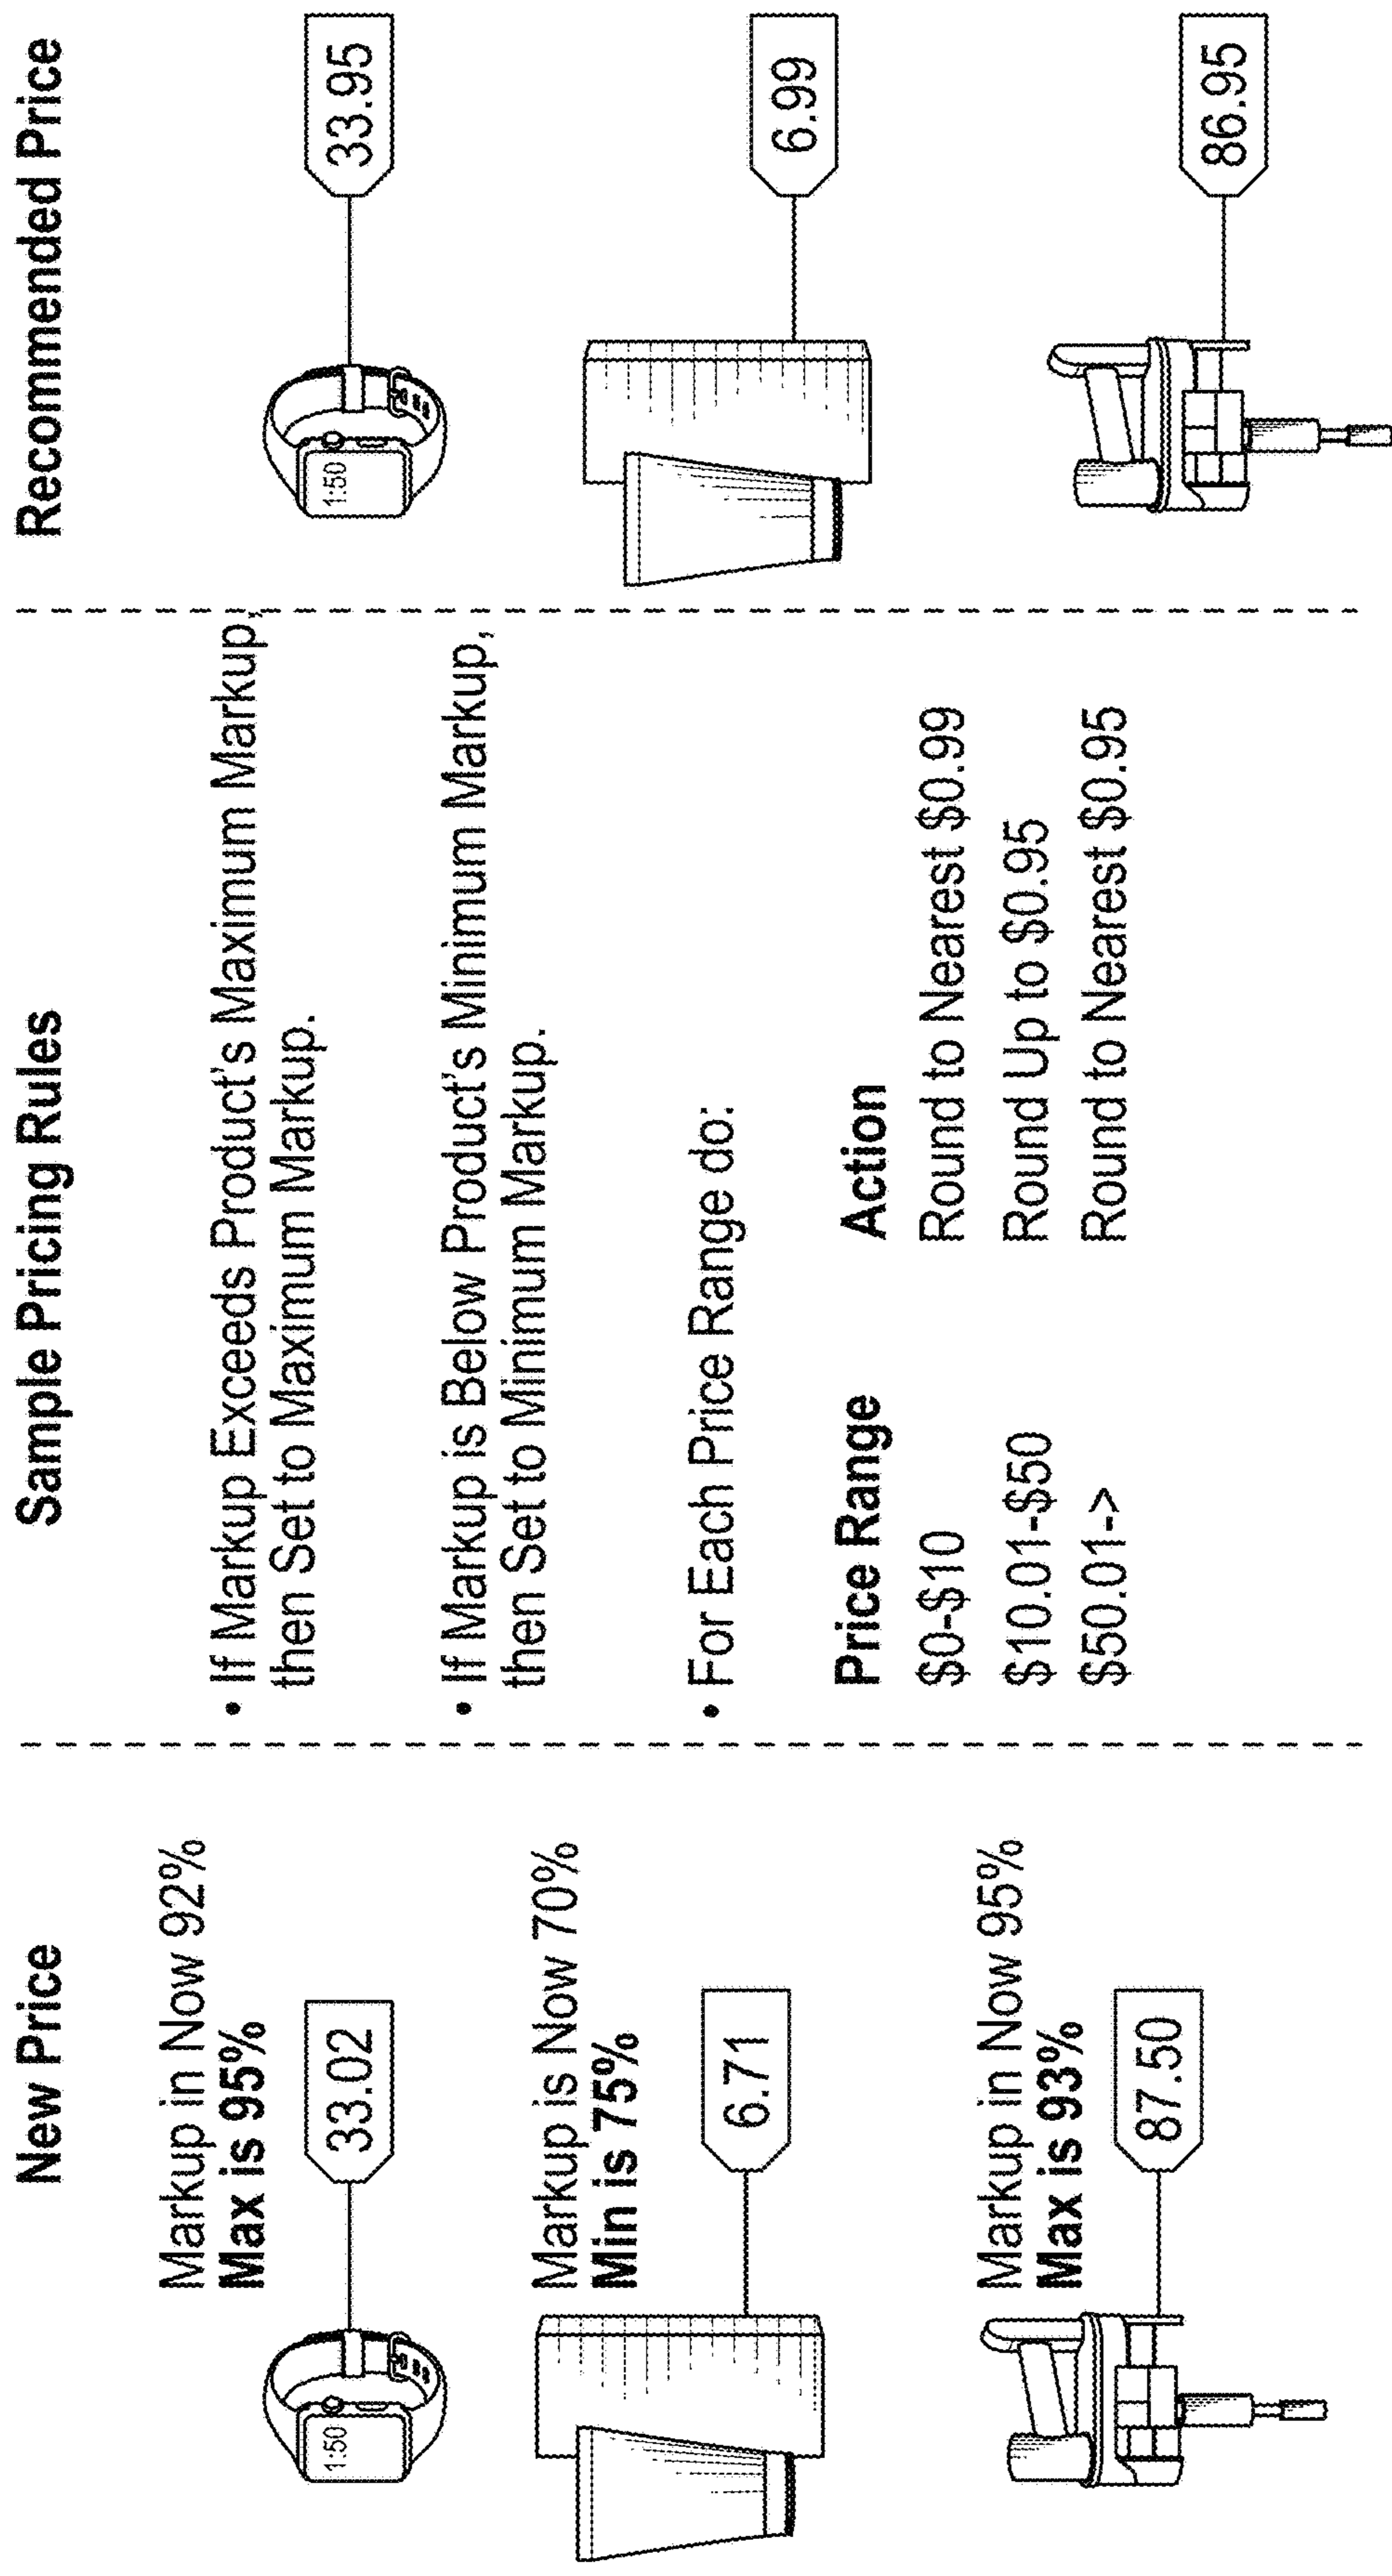 New Price
Markup in Now 92%
Max is 95%
1:50
33.02
Markup is Now 70%
Min is 75%
6.71
Markup in Now 95%
Max is 93%
87.50
Sample Pricing Rules
• If Markup Exceeds Product's Maximum Markup,
then Set to Maximum Markup.
• If Markup is Below Product's Minimum Markup,
then Set to Minimum Markup.
• For Each Price Range do:
Price Range Action
$0-$10 Round to Nearest $0.99
$10.01-$50 Round Up to $0.95
$50.01-> Round to Nearest $0.95
Recommended Price
1:50
33.95
6.99
86.95